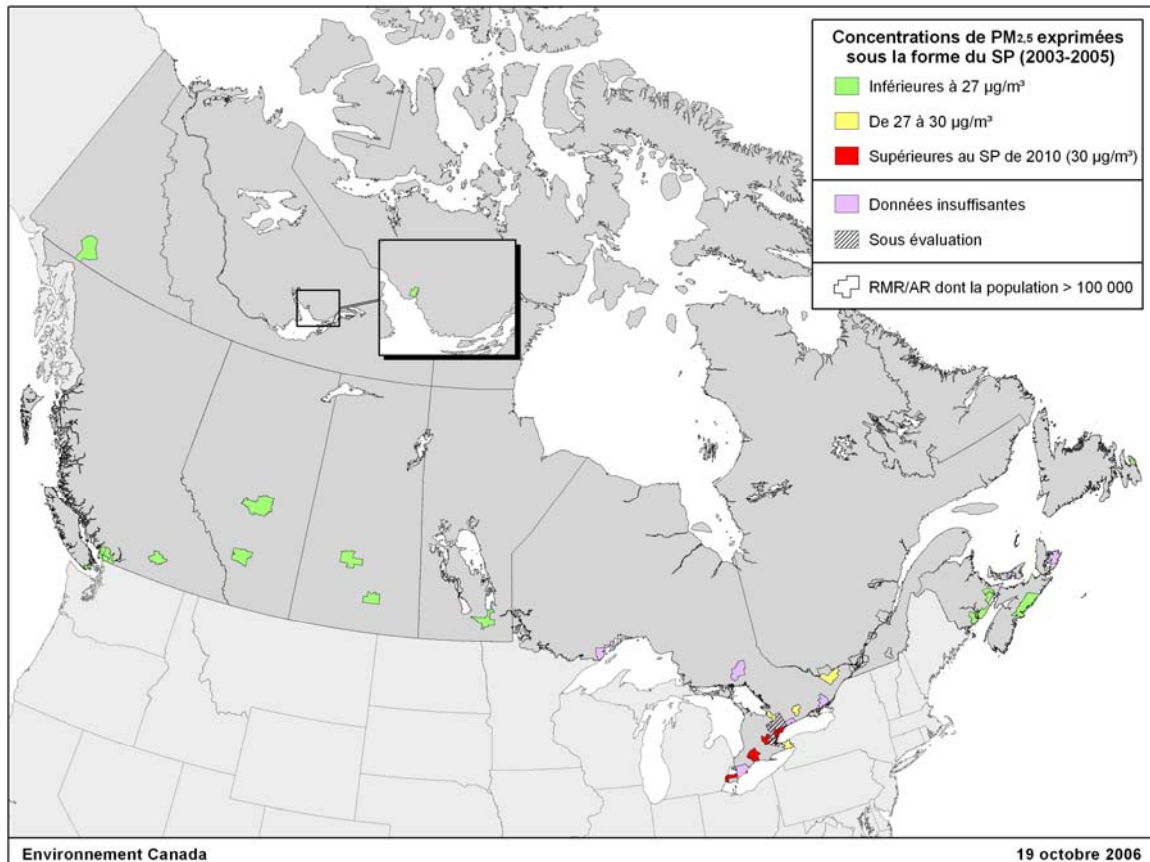 Concentrations de PM2,5 exprimées
sous la forme du SP (2003-2005)
Inférieures à 27 µg/m³
De 27 à 30 µg/m³
Supérieures au SP de 2010 (30 µg/m³)
Données insuffisantes
Sous évaluation
RMR/AR dont la population > 100 000
Environnement Canada
19 octobre 2006